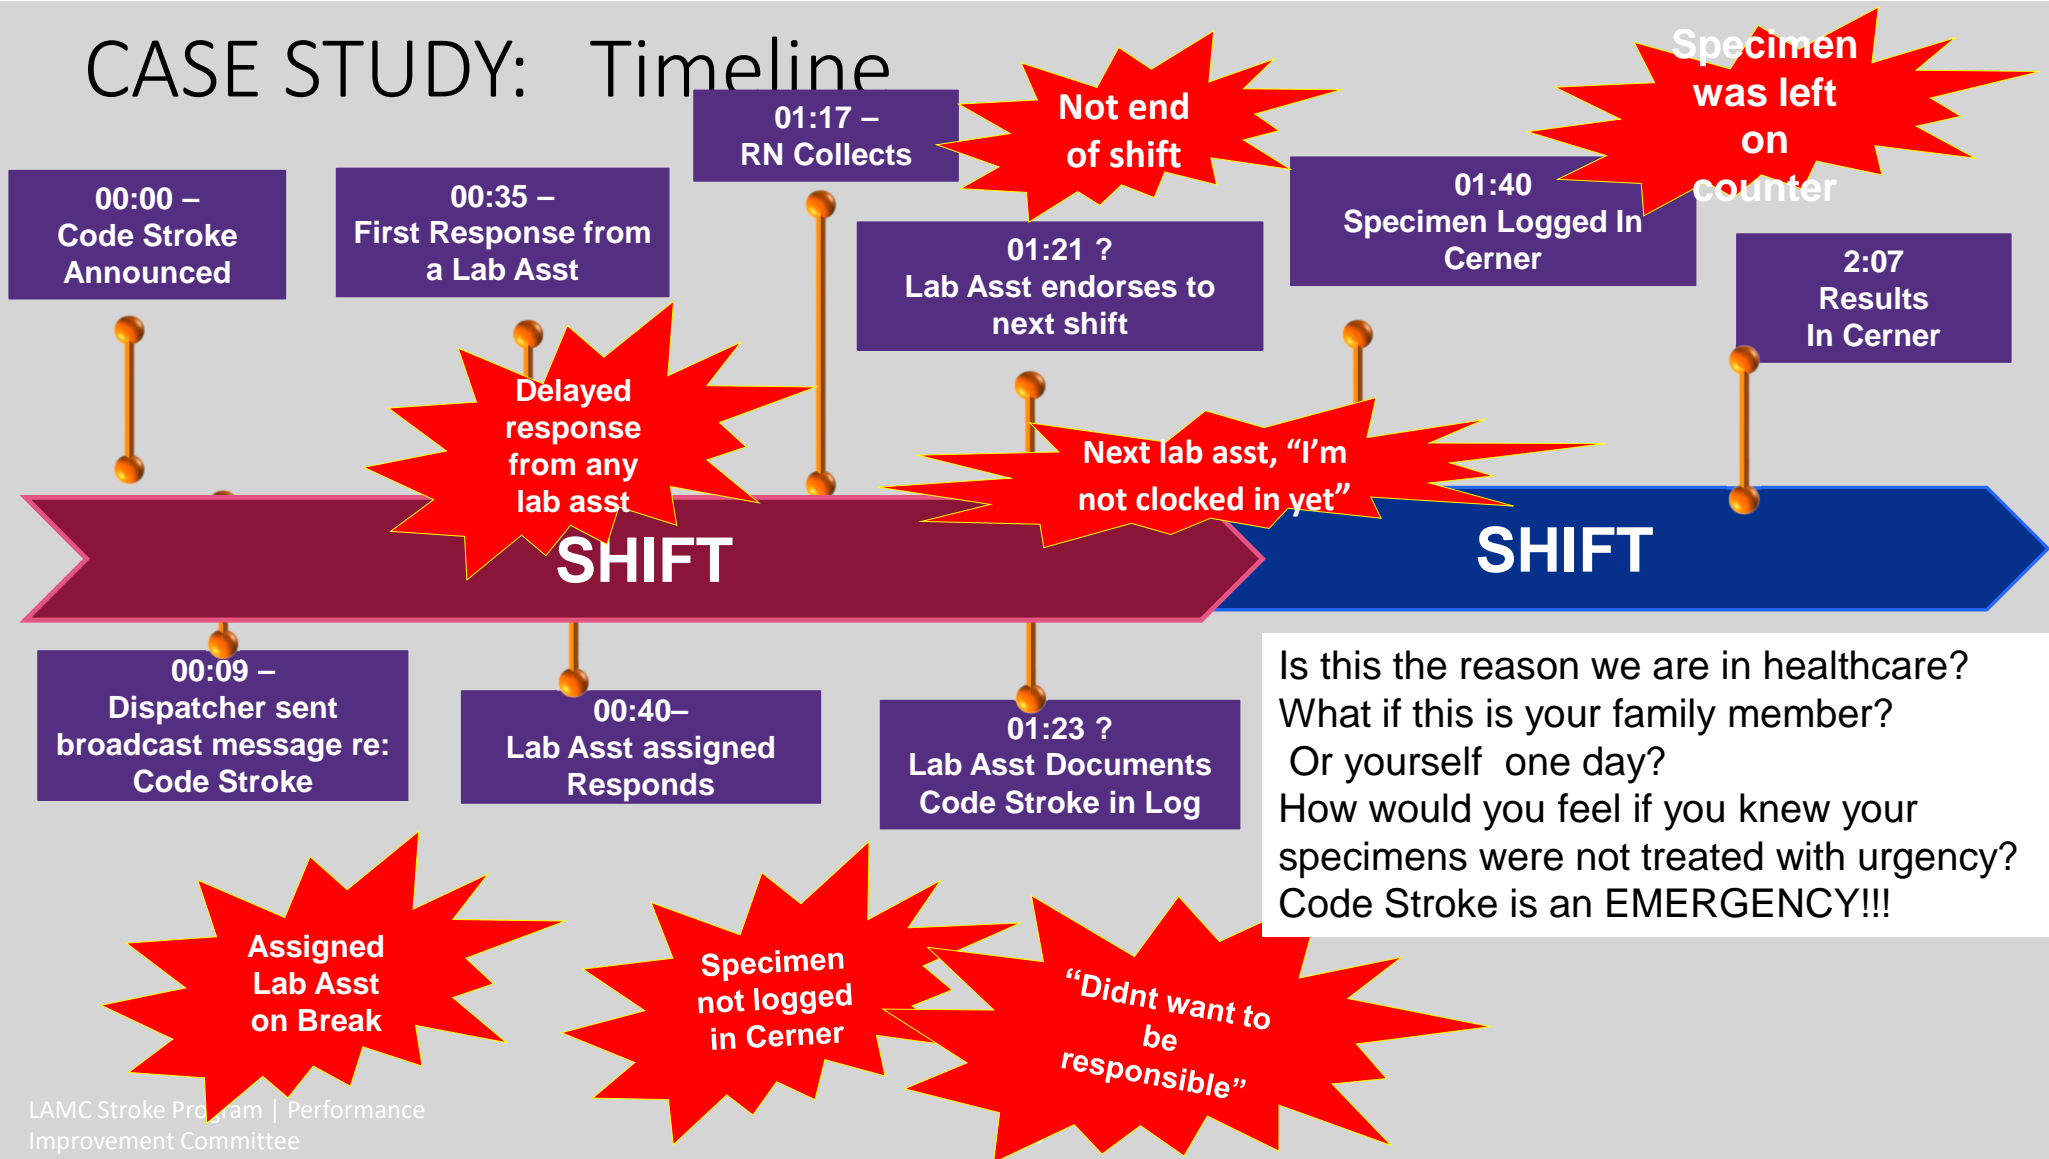 CASE STUDY:   Timeline
00:00 –
Code Stroke
Announced
00:35 –
First Response from
a Lab Asst
01:17 –
RN Collects
Not end
of shift
01:21 ?
Lab Asst endorses to
next shift
01:40
Specimen Logged In
Cerner
Specimen
was left
on
counter
2:07
Results
In Cerner
Delayed
response
from any
lab asst
Next lab asst, “I’m
not clocked in yet”
SHIFT
SHIFT
00:09 –
Dispatcher sent
broadcast message re:
Code Stroke
00:40–
Lab Asst assigned
Responds
01:23 ?
Lab Asst Documents
Code Stroke in Log
Is this the reason we are in healthcare?
What if this is your family member?
Or yourself  one day?
How would you feel if you knew your
specimens were not treated with urgency?
Code Stroke is an EMERGENCY!!!
Assigned
Lab Asst
on Break
Specimen
not logged
in Cerner
“Didnt want to
be
responsible”
LAMC Stroke Program | Performance
Improvement Committee